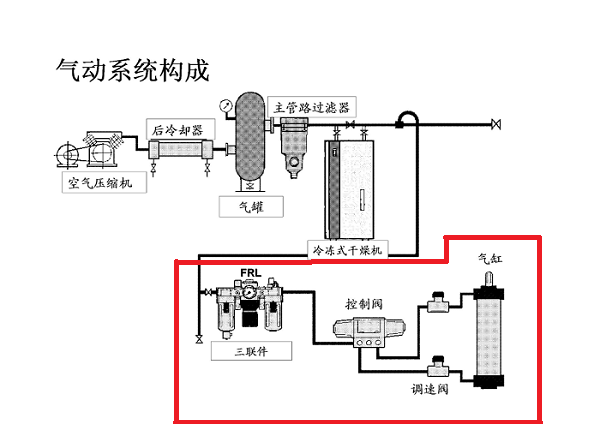 气动系统构成
主管路过滤器
后冷却器
空气压缩机
气罐
冷冻式干燥机
气缸
FRL
控制阀
三联件
调速阀